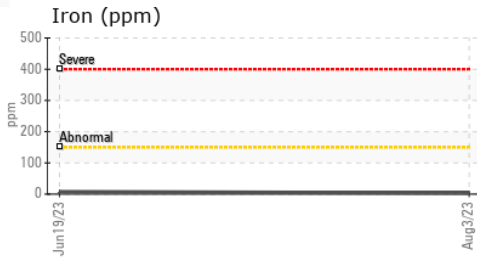 Iron (ppm)
500
Severe
400
300
ppm
200
Abnormal
100
0
Jun19/23
Aug3/23